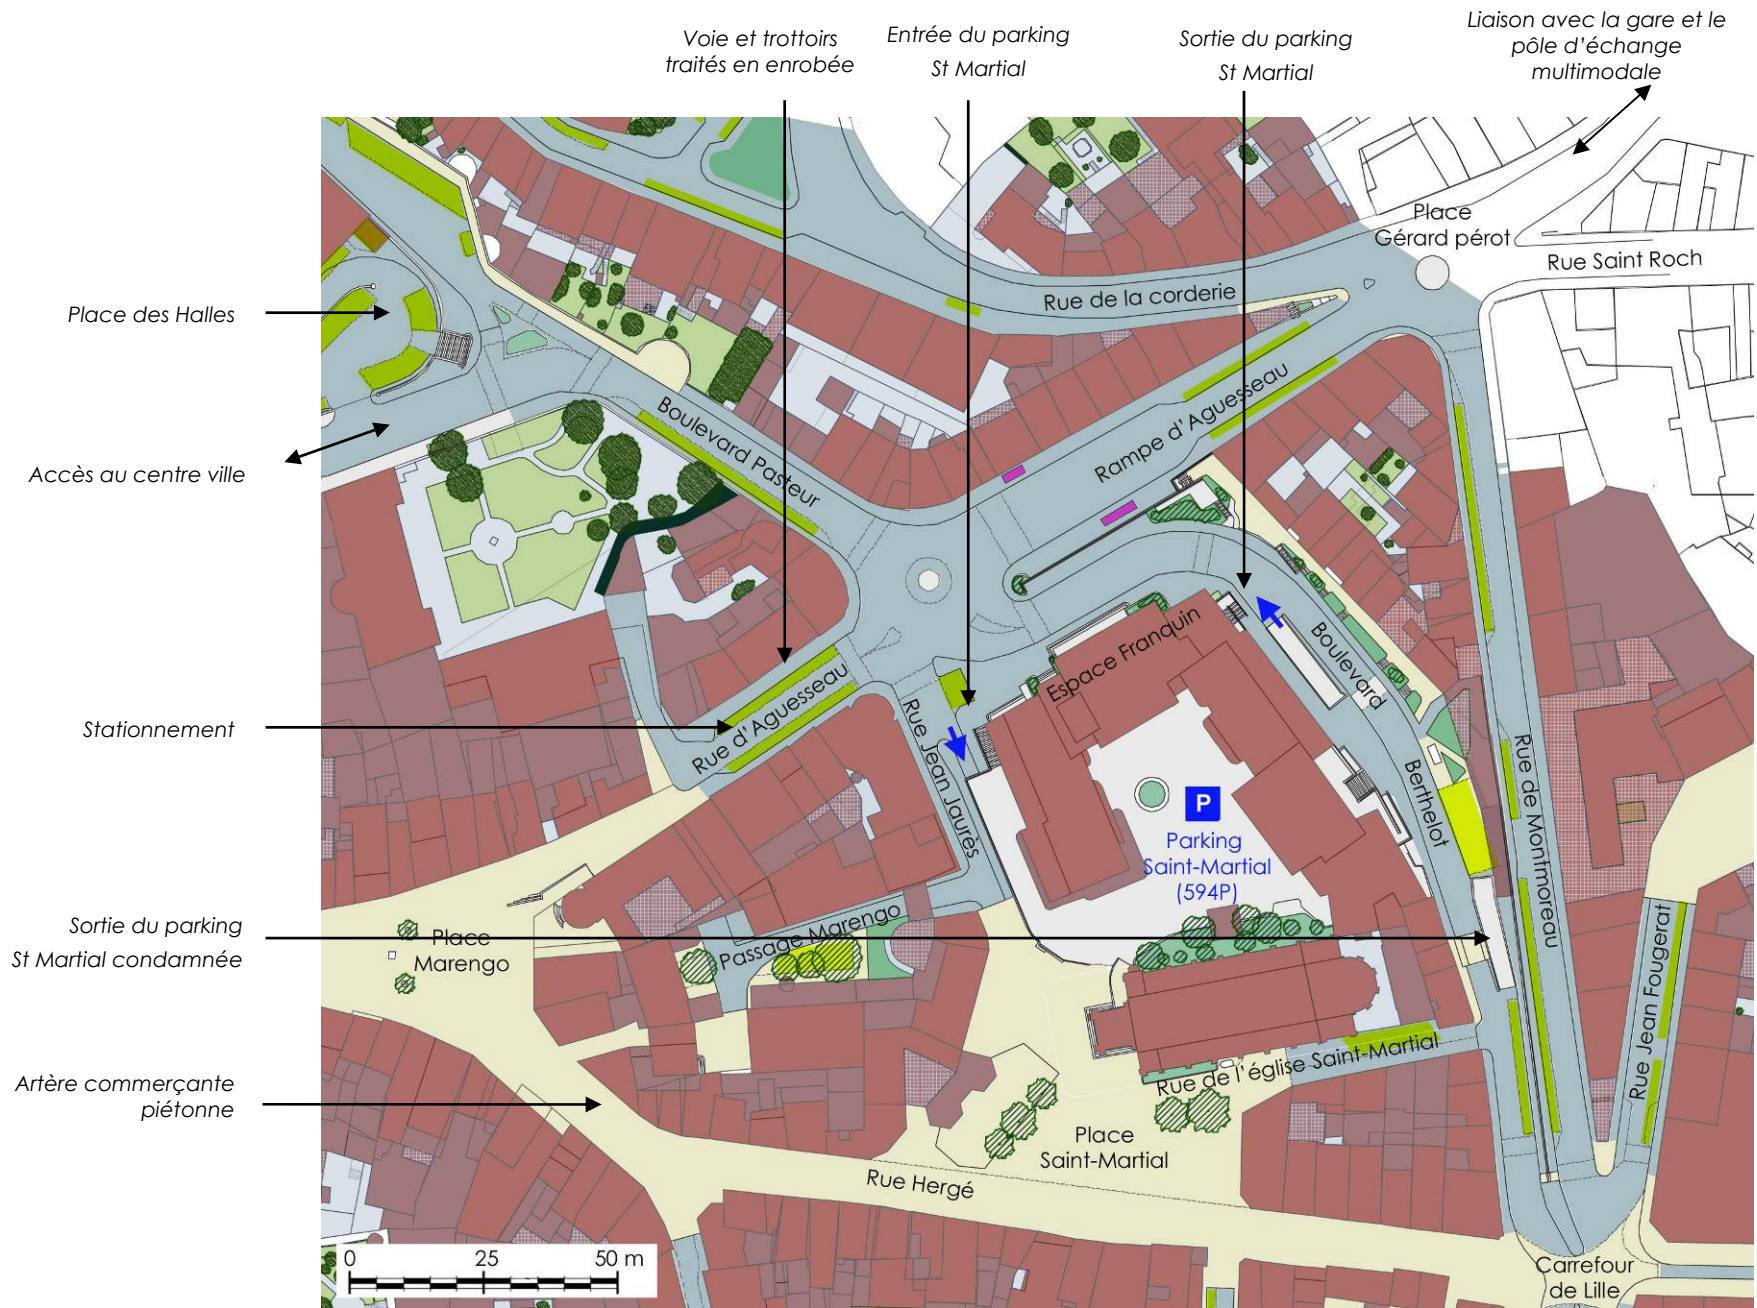 Voie et trottoirs
traités en enrobée
Entrée du parking
St Martial
Sortie du parking
St Martial
Liaison avec la gare et le
pôle d'échange
multimodale
Place
Gérard pérot
Rue Saint Roch
Rue de la corderie
Place des Halles
Rampe d'Aguesseau
Boulevard Pasteur
Accès au centre ville
Espace Franquin
Boulevard
Berthelot
Stationnement
Rue d'Aguesseau
Rue Jean Jaurès
Rue de Montmoreau
P
Parking
Saint-Martial
(594P)
Sortie du parking
St Martial condamnée
Place
Marengo
Passage Marengo
Rue Jean Fougerat
Artère commerçante
piétonne
Rue de l'église Saint-Martial
Place
Saint-Martial
Rue Hergé
0 25 50 m
Carrefour
de Lille